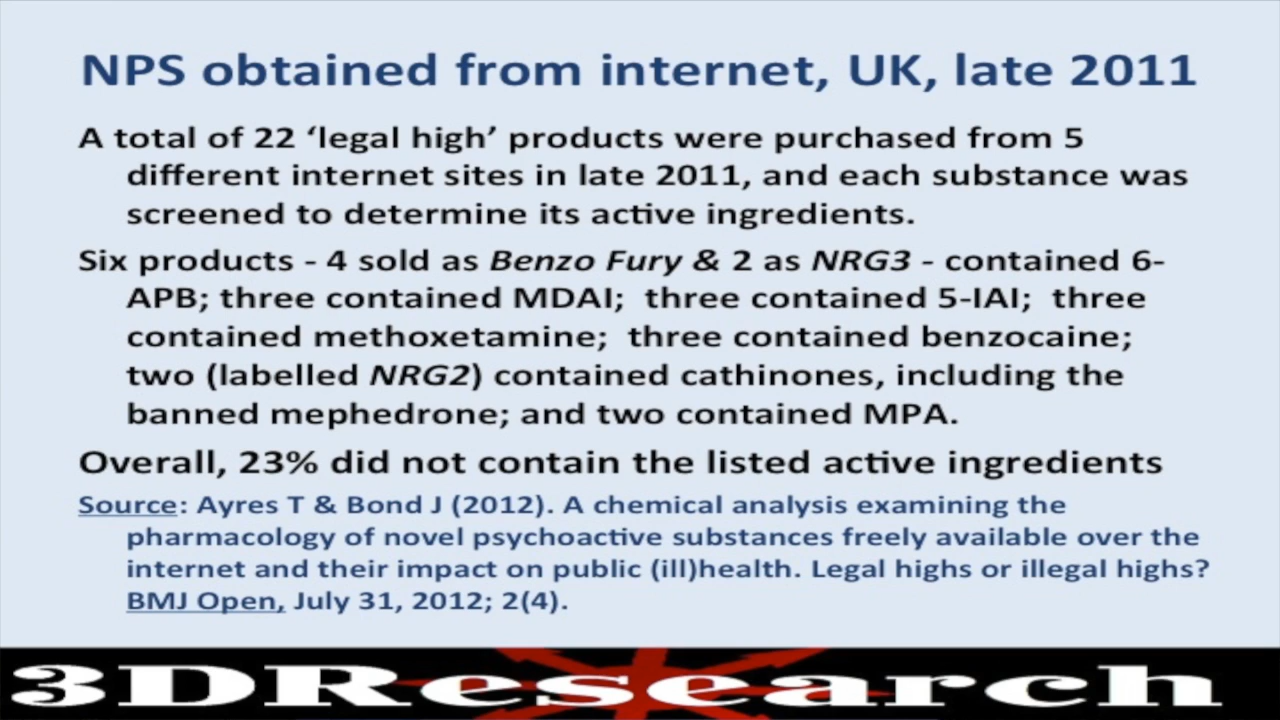 NPS obtained from internet, UK, late 2011
A total of 22 ‘legal high’ products were purchased from 5
different internet sites in late 2011, and each substance was
screened to determine its active ingredients.
Six products - 4 sold as Benzo Fury & 2 as NRG3 - contained 6-
APB; three contained MDAI;  three contained 5-IAI;  three
contained methoxetamine;  three contained benzocaine;
two (labelled NRG2) contained cathinones, including the
banned mephedrone; and two contained MPA.
Overall, 23% did not contain the listed active ingredients
Source: Ayres T & Bond J (2012). A chemical analysis examining the
pharmacology of novel psychoactive substances freely available over the
internet and their impact on public (ill)health. Legal highs or illegal highs?
BMJ Open, July 31, 2012; 2(4).
3DResearch